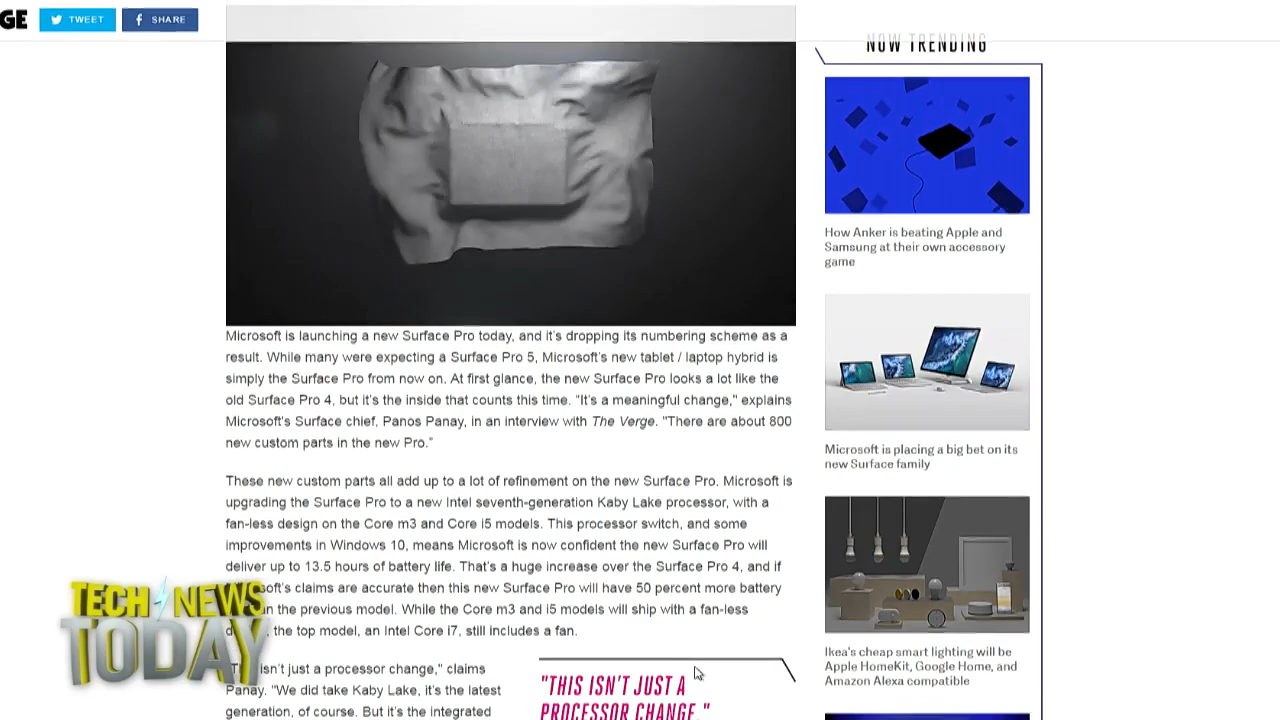 GE
TWEET
SHARE
NOW TRENDING
How Anker is beating Apple and
Samsung at their own accessory
game
Microsoft is placing a big bet on its
new Surface family
Ikea's cheap smart lighting will be
Apple HomeKit, Google Home, and
Amazon Alexa compatible
Microsoft is launching a new Surface Pro today, and it's dropping its numbering scheme as a
result. While many were expecting a Surface Pro 5, Microsoft's new tablet / laptop hybrid is
simply the Surface Pro from now on. At first glance, the new Surface Pro looks a lot like the
old Surface Pro 4, but it's the inside that counts this time. "It's a meaningful change," explains
Microsoft's Surface chief, Panos Panay, in an interview with The Verge. "There are about 800
new custom parts in the new Pro."
These new custom parts all add up to a lot of refinement on the new Surface Pro. Microsoft is
upgrading the Surface Pro to a new Intel seventh-generation Kaby Lake processor, with a
fan-less design on the Core m3 and Core i5 models. This processor switch, and some
improvements in Windows 10, means Microsoft is now confident the new Surface Pro will
deliver up to 13.5 hours of battery life. That's a huge increase over the Surface Pro 4, and if
soft's claims are accurate then this new Surface Pro will have 50 percent more battery
in the previous model. While the Core m3 and i5 models will ship with a fan-less
the top model, an Intel Core i7, still includes a fan.
isn't just a processor change," claims
Panay. "We did take Kaby Lake, it's the latest
generation, of course. But it's the integrated
"THIS ISN'T JUST A
PROCESSOR CHANGE."
TECH NEWS
TODAY